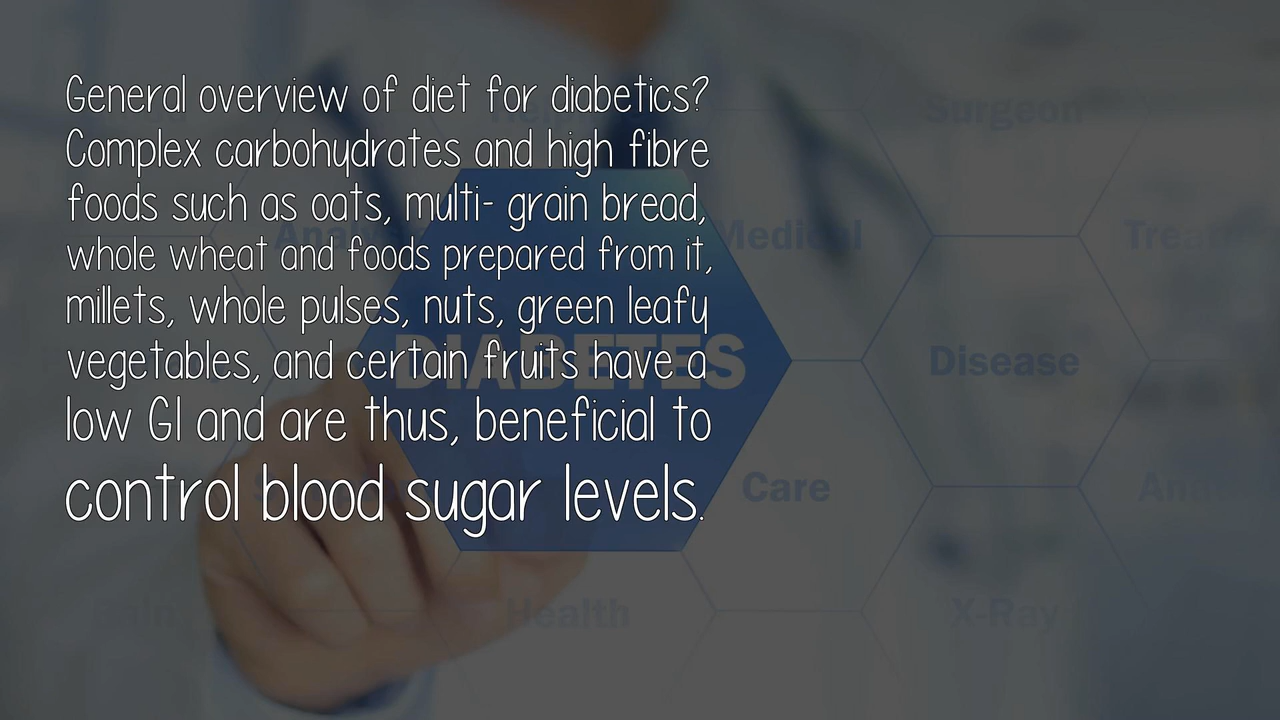 General overview of diet for diabetics?
Complex carbohydrates and high fibre
foods such as oats, multi- grain bread,
whole wheat and foods prepared from it,
millets, whole pulses, nuts, green leafy
vegetables, and certain fruits have a
low GI and are thus, beneficial to
control blood sugar levels.
Surgeon
Medical
DIABETES
Disease
Care
Health
X-Ray